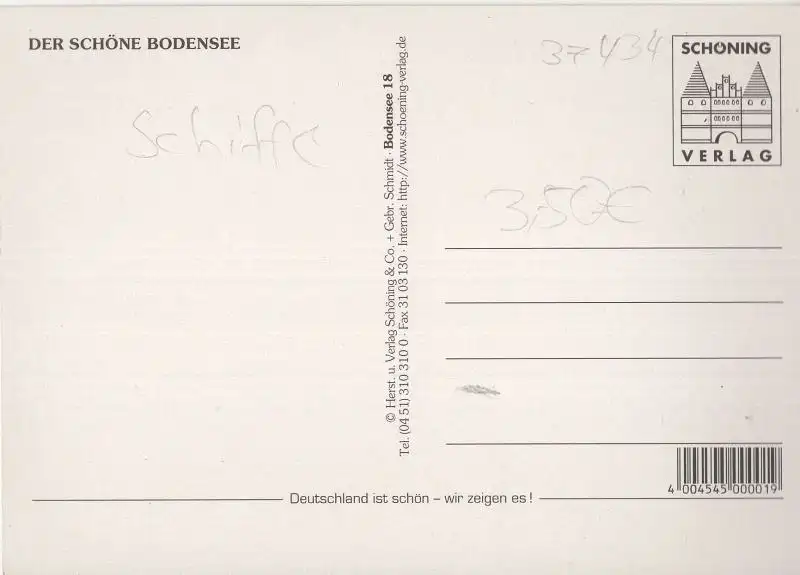 DER SCHÖNE BODENSEE
37434
SCHÖNING
VERLAG
Schiffe
3,50€
© Herst. u. Verlag Schöning & Co. + Gebr. Schmidt · Bodensee 18
Tel. (04 51) 310 310 0 · Fax 31 03 130 · Internet: http://www.schoening-verlag.de
4 004545 000019
Deutschland ist schön – wir zeigen es !